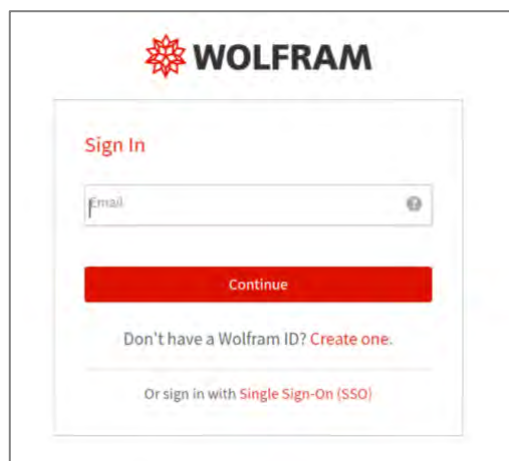 WOLFRAM
Sign In
Email
Continue
Don't have a Wolfram ID? Create one.
Or sign in with Single Sign-On (SSO)